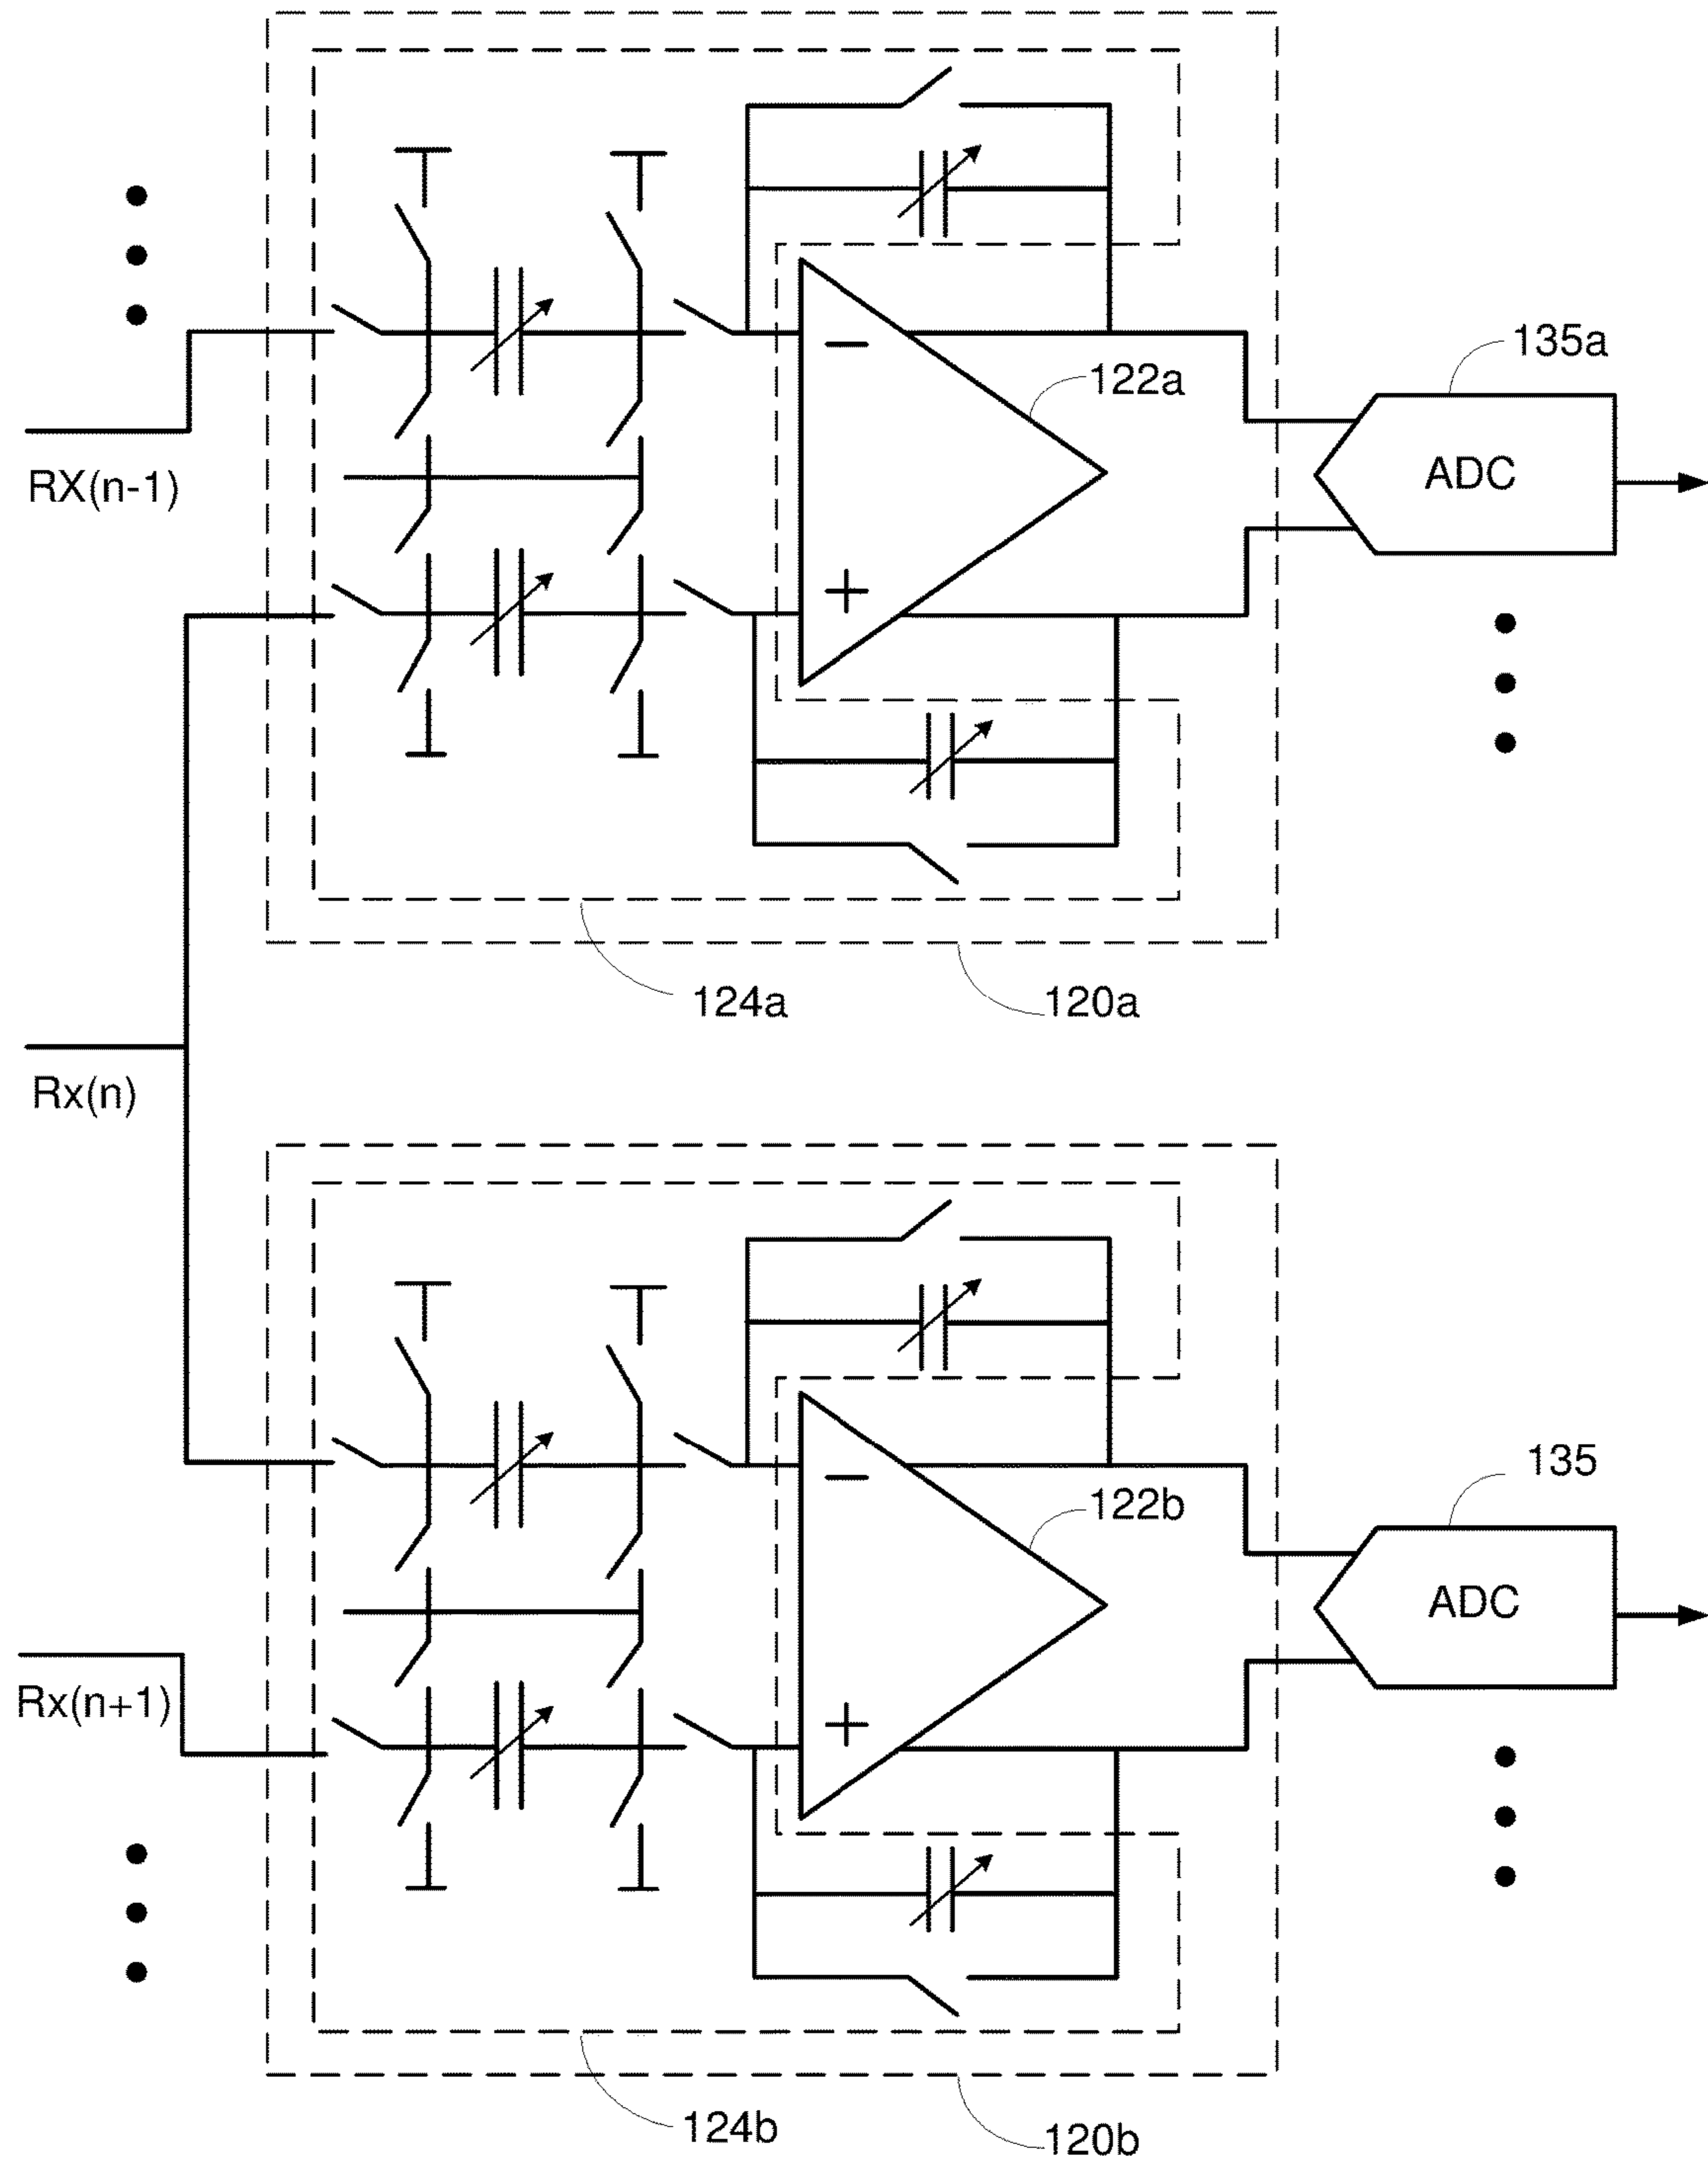 135a
122a
−
ADC
RX(n-1)
+
124a
120a
Rx(n)
135
122b
−
ADC
Rx(n+1)
+
124b
120b